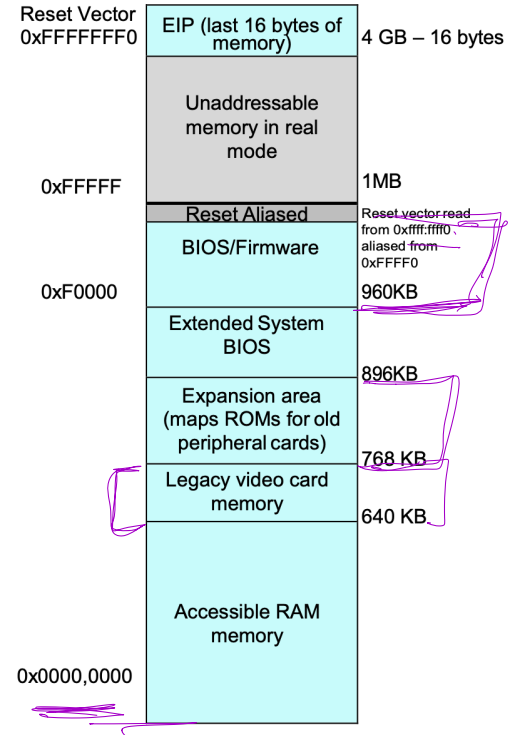 Reset Vector
0xFFFFFFF0
EIP (last 16 bytes of
memory)
4 GB – 16 bytes
Unaddressable
memory in real
mode
0xFFFFF
1MB
Reset Aliased
Reset vector read
from 0xffff:fff0
aliased from
0xFFFF0
BIOS/Firmware
0xF0000
960KB
Extended System
BIOS
896KB
Expansion area
(maps ROMs for old
peripheral cards)
768 KB
Legacy video card
memory
640 KB
Accessible RAM
memory
0x0000,0000